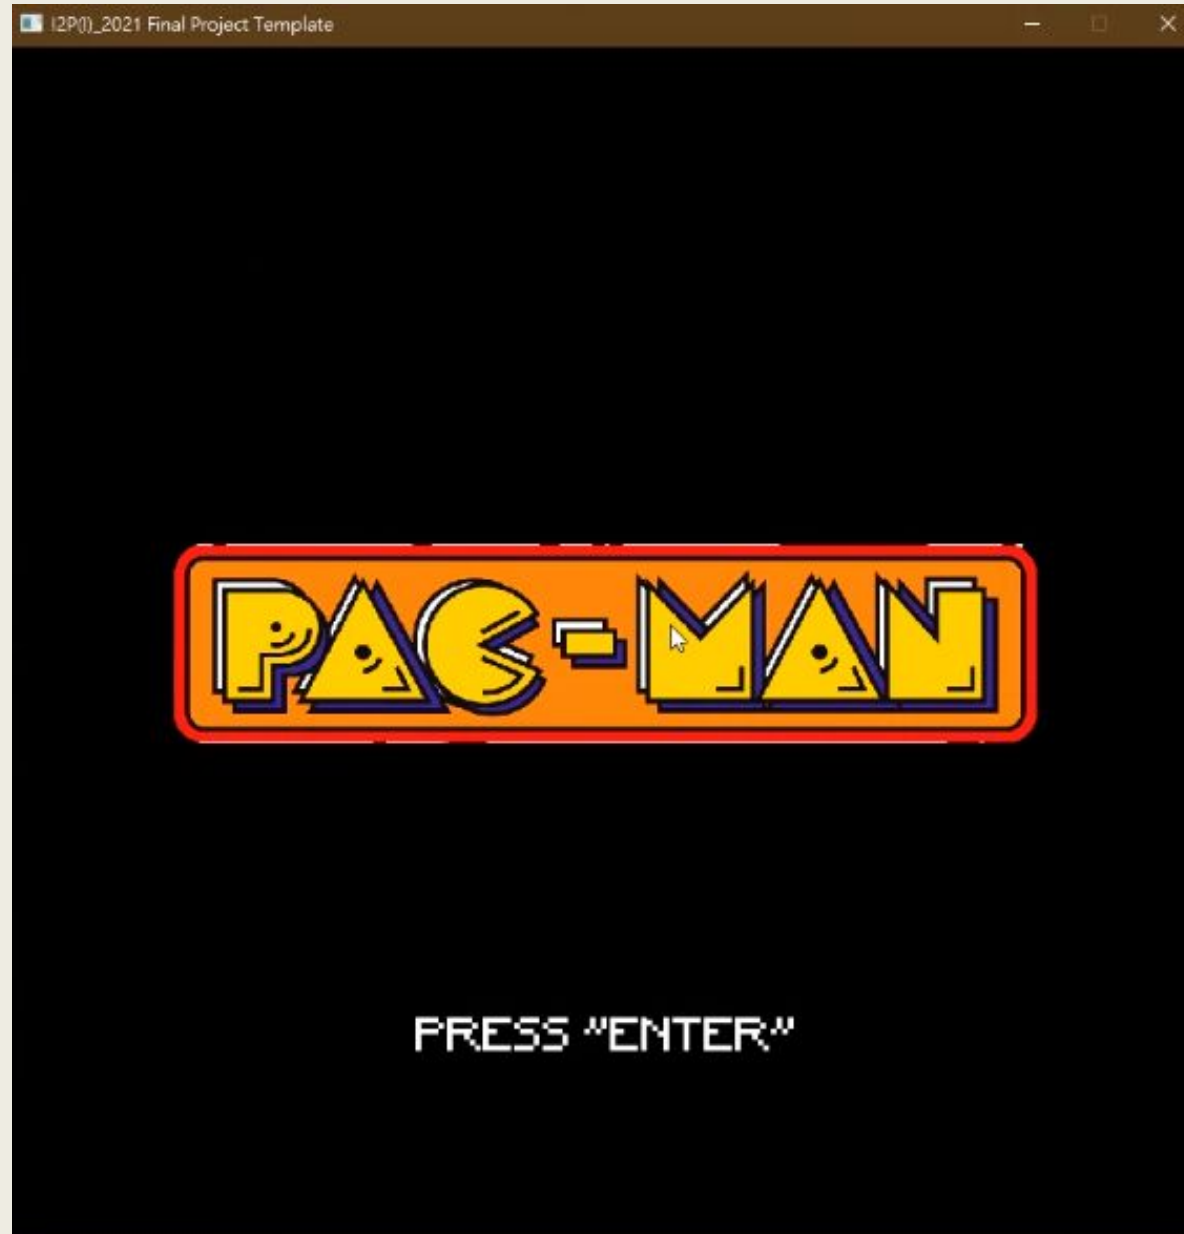 I2P(I)_2021 Final Project Template
PAC-MAN
PRESS "ENTER"